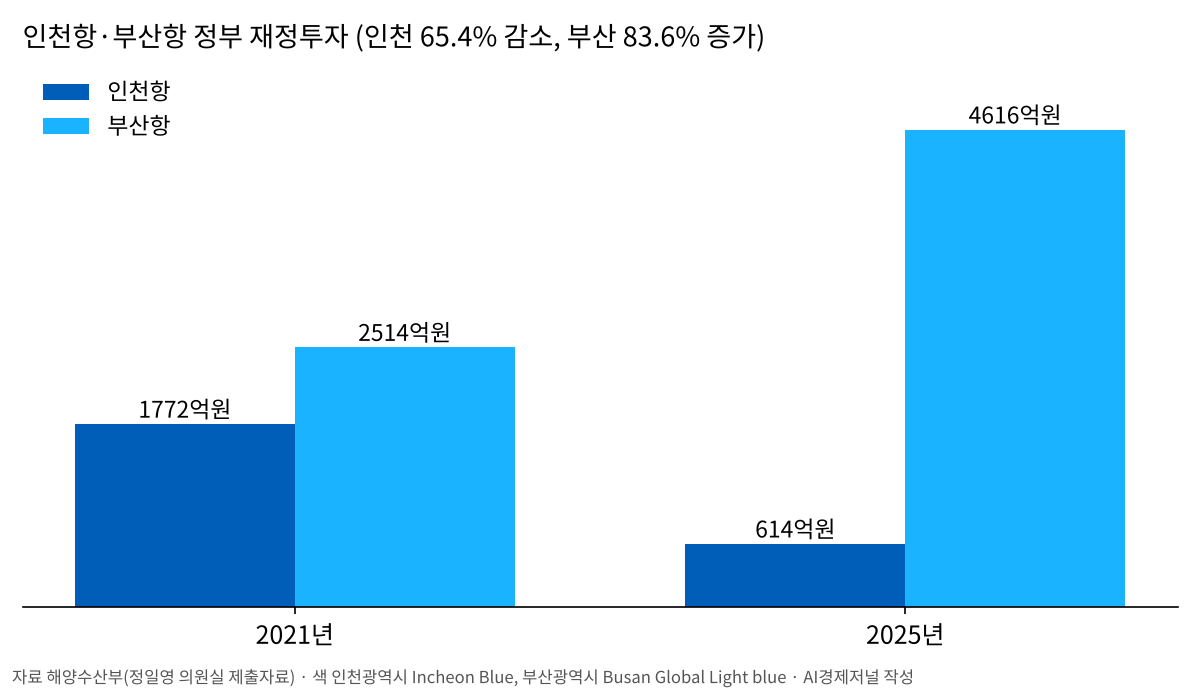 인천항·부산항 정부 재정투자 (인천 65.4% 감소, 부산 83.6% 증가)
인천항
부산항
4616억원
2514억원
1772억원
614억원
2021년
2025년
자료 해양수산부(정일영 의원실 제출자료) · 색 인천광역시 Incheon Blue, 부산광역시 Busan Global Light blue · AI경제저널 작성